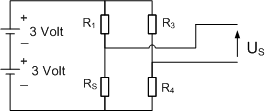 +
3 Volt
–
R1
R3
+
3 Volt
–
RS
R4
US